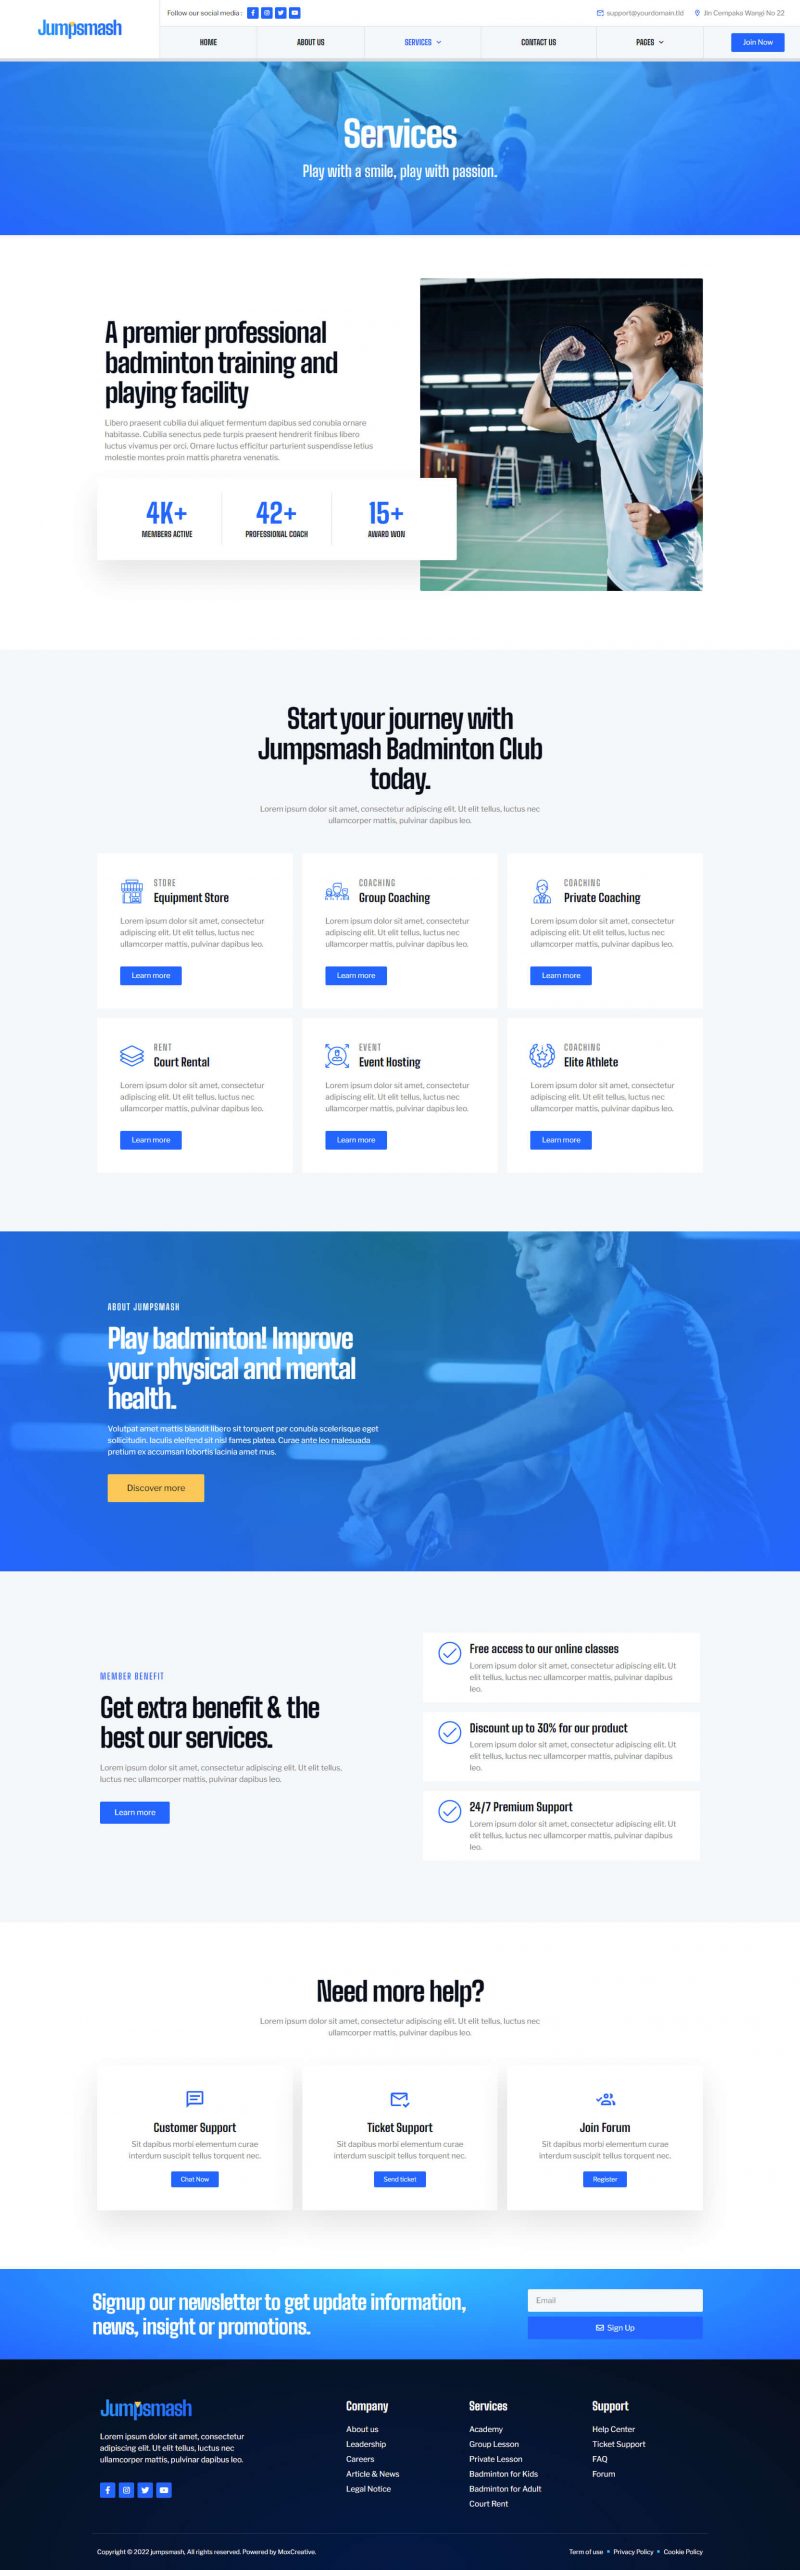 Jumpsmash
Follow our social media :
support@yourdomain.tld
Jln Cempaka Wangi No 22
HOME
ABOUT US
SERVICES
CONTACT US
PAGES
Join Now
Services
Play with a smile, play with passion.
A premier professional
badminton training and
playing facility
Libero praesent cubilia dui aliquet fermentum dapibus sed conubia ornare
habitasse. Cubilia senectus pede turpis praesent hendrerit finibus libero
luctus vivamus per orci. Ornare luctus efficitur parturient suspendisse letius
molestie montes proin mattis pharetra venenatis.
4K+
MEMBERS ACTIVE
42+
PROFESSIONAL COACH
15+
AWARD WON
Start your journey with
Jumpsmash Badminton Club
today.
Lorem ipsum dolor sit amet, consectetur adipiscing elit. Ut elit tellus, luctus nec
ullamcorper mattis, pulvinar dapibus leo.
STORE
Equipment Store
Lorem ipsum dolor sit amet, consectetur
adipiscing elit. Ut elit tellus, luctus nec
ullamcorper mattis, pulvinar dapibus leo.
Learn more
COACHING
Group Coaching
Lorem ipsum dolor sit amet, consectetur
adipiscing elit. Ut elit tellus, luctus nec
ullamcorper mattis, pulvinar dapibus leo.
Learn more
COACHING
Private Coaching
Lorem ipsum dolor sit amet, consectetur
adipiscing elit. Ut elit tellus, luctus nec
ullamcorper mattis, pulvinar dapibus leo.
Learn more
RENT
Court Rental
Lorem ipsum dolor sit amet, consectetur
adipiscing elit. Ut elit tellus, luctus nec
ullamcorper mattis, pulvinar dapibus leo.
Learn more
EVENT
Event Hosting
Lorem ipsum dolor sit amet, consectetur
adipiscing elit. Ut elit tellus, luctus nec
ullamcorper mattis, pulvinar dapibus leo.
Learn more
COACHING
Elite Athlete
Lorem ipsum dolor sit amet, consectetur
adipiscing elit. Ut elit tellus, luctus nec
ullamcorper mattis, pulvinar dapibus leo.
Learn more
ABOUT JUMPSMASH
Play badminton! Improve
your physical and mental
health.
Volutpat amet mattis blandit libero sit torquent per conubia scelerisque eget
sollicitudin. Iaculis eleifend sit nisl fames platea. Curae ante leo malesuada
pretium ex accumsan lobortis lacinia amet mus.
Discover more
MEMBER BENEFIT
Get extra benefit & the
best our services.
Lorem ipsum dolor sit amet, consectetur adipiscing elit. Ut elit tellus,
luctus nec ullamcorper mattis, pulvinar dapibus leo.
Learn more
Free access to our online classes
Lorem ipsum dolor sit amet, consectetur adipiscing elit. Ut
elit tellus, luctus nec ullamcorper mattis, pulvinar dapibus
leo.
Discount up to 30% for our product
Lorem ipsum dolor sit amet, consectetur adipiscing elit. Ut
elit tellus, luctus nec ullamcorper mattis, pulvinar dapibus
leo.
24/7 Premium Support
Lorem ipsum dolor sit amet, consectetur adipiscing elit. Ut
elit tellus, luctus nec ullamcorper mattis, pulvinar dapibus
leo.
Need more help?
Lorem ipsum dolor sit amet, consectetur adipiscing elit. Ut elit tellus, luctus nec
ullamcorper mattis, pulvinar dapibus leo.
Customer Support
Sit dapibus morbi elementum curae
interdum suscipit tellus torquent nec.
Chat Now
Ticket Support
Sit dapibus morbi elementum curae
interdum suscipit tellus torquent nec.
Send ticket
Join Forum
Sit dapibus morbi elementum curae
interdum suscipit tellus torquent nec.
Register
Signup our newsletter to get update information,
news, insight or promotions.
Email
Sign Up
Jumpsmash
Lorem ipsum dolor sit amet, consectetur
adipiscing elit. Ut elit tellus, luctus nec
ullamcorper mattis, pulvinar dapibus leo.
Company
About us
Leadership
Careers
Article & News
Legal Notice
Services
Academy
Group Lesson
Private Lesson
Badminton for Kids
Badminton for Adult
Court Rent
Support
Help Center
Ticket Support
FAQ
Forum
Copyright © 2022 jumpsmash, All rights reserved. Powered by MoxCreative.
Term of use
Privacy Policy
Cookie Policy